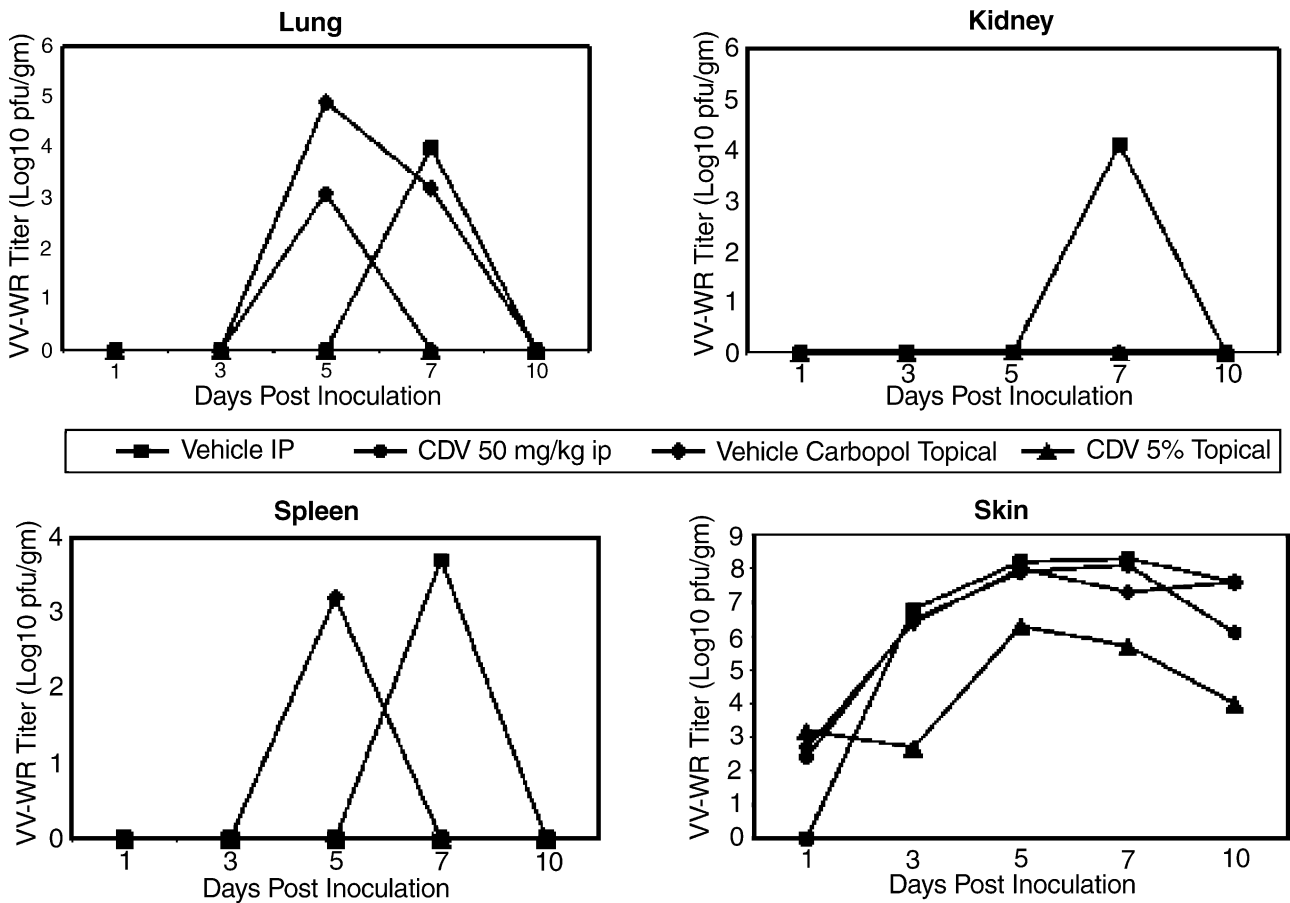 Lung
VV-WR Titer (Log10 pfu/gm)
6
5
4
3
2
1
0
1 3 5 7 10
Days Post Inoculation
Kidney
VV-WR Titer (Log10 pfu/gm)
6
5
4
3
2
1
0
1 3 5 7 10
Days Post Inoculation
Vehicle IP CDV 50 mg/kg ip Vehicle Carbopol Topical CDV 5% Topical
Spleen
VV-WR Titer (Log10 pfu/gm)
4
3
2
1
0
1 3 5 7 10
Days Post Inoculation
Skin
VV-WR Titer (Log10 pfu/gm)
9
8
7
6
5
4
3
2
1
0
1 3 5 7 10
Days Post Inoculation